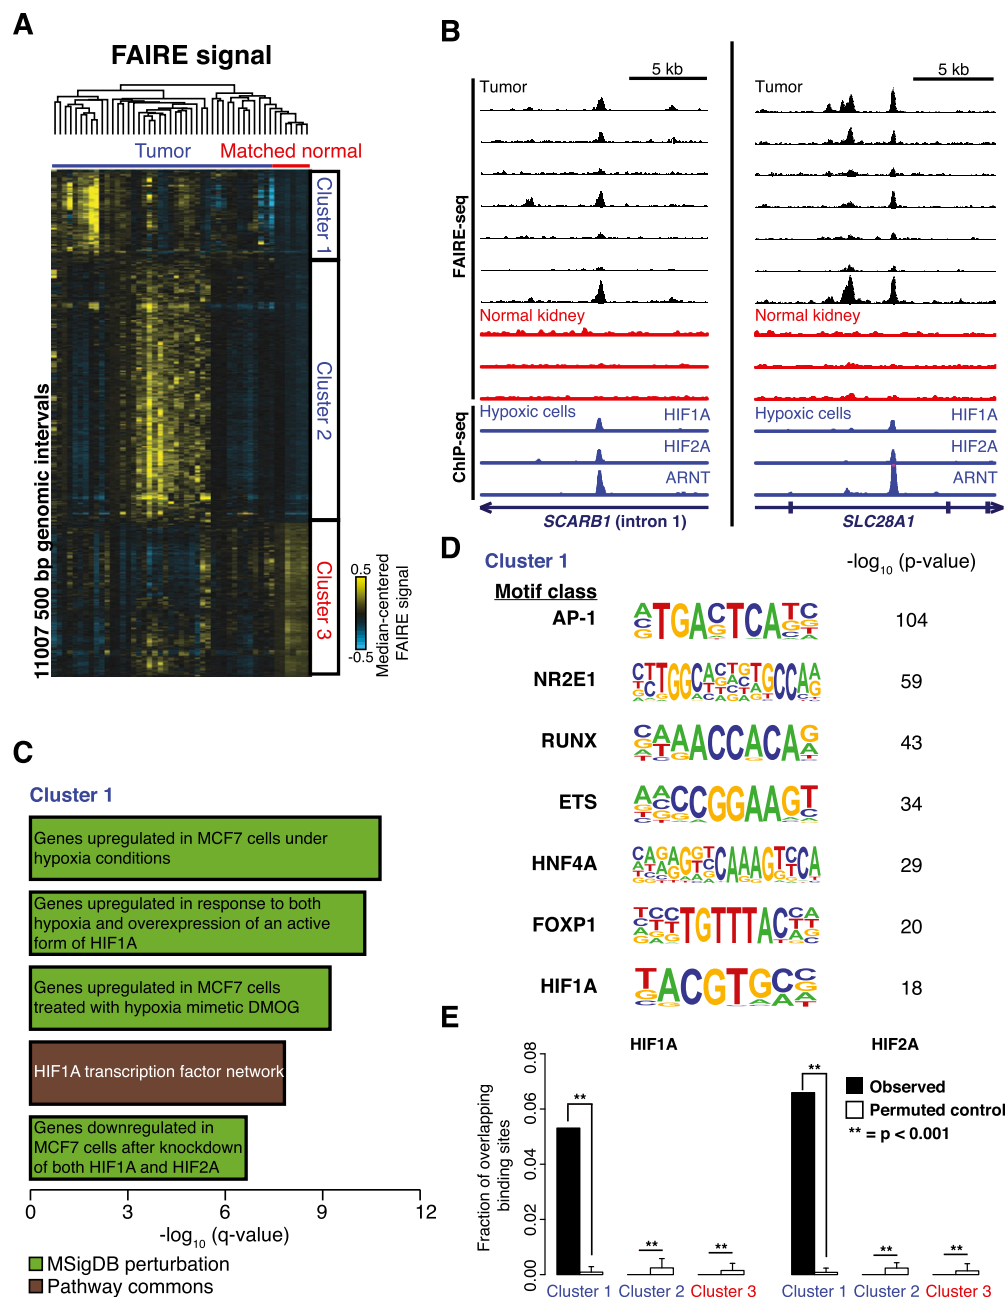 A
FAIRE signal
Tumor
Matched normal
11007 500 bp genomic intervals
Cluster 1
Cluster 2
Cluster 3
0.5
-0.5
Median-centered
FAIRE signal
B
5 kb
5 kb
FAIRE-seq
Tumor
Tumor
Normal kidney
Normal kidney
ChIP-seq
Hypoxic cells
HIF1A
HIF2A
ARNT
Hypoxic cells
HIF1A
HIF2A
ARNT
SCARB1 (intron 1)
SLC28A1
C
Cluster 1
Genes upregulated in MCF7 cells under
hypoxia conditions
Genes upregulated in response to both
hypoxia and overexpression of an active
form of HIF1A
Genes upregulated in MCF7 cells
treated with hypoxia mimetic DMOG
HIF1A transcription factor network
Genes downregulated in
MCF7 cells after knockdown
of both HIF1A and HIF2A
0 3 6 9 12
-log10 (q-value)
MSigDB perturbation
Pathway commons
D
Cluster 1
-log10 (p-value)
Motif class
AP-1
104
NR2E1
59
RUNX
43
ETS
34
HNF4A
29
FOXP1
20
HIF1A
18
E
HIF1A
HIF2A
Fraction of overlapping
binding sites
0.08
0.06
0.04
0.02
0.00
**
**
**
**
**
**
Observed
Permuted control
** = p < 0.001
Cluster 1 Cluster 2 Cluster 3
Cluster 1 Cluster 2 Cluster 3